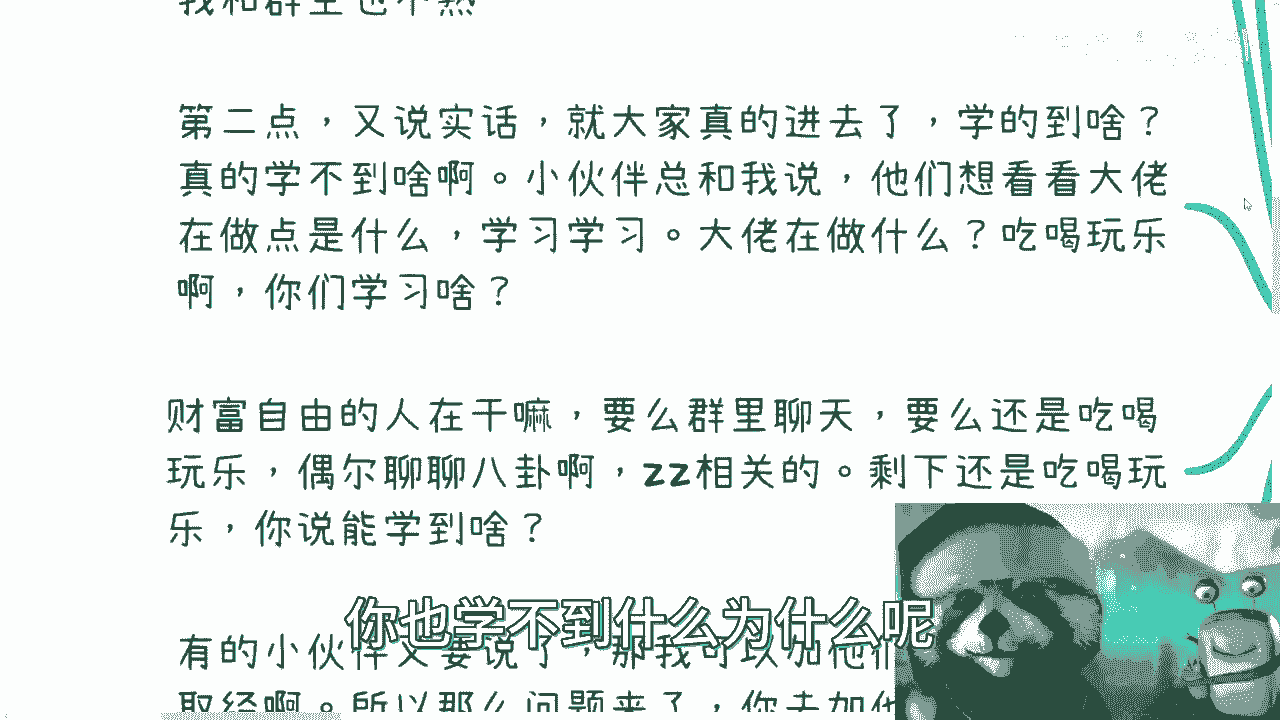 我和群主也不熟
第二点，又说实话，就大家真的进去了，学的到啥？
真的学不到啥啊。小伙伴总和我说，他们想看看大佬
在做点是什么，学习学习。大佬在做什么？吃喝玩乐
啊，你们学习啥？
财富自由的人在干嘛，要么群里聊天，要么还是吃喝
玩乐，偶尔聊聊八卦啊，zz相关的。剩下还是吃喝玩
乐，你说能学到啥？
你也学不到什么为什么呢
有的小伙伴又要说了，那我可以加他们
取经啊。所以那么问题来了，你去加他